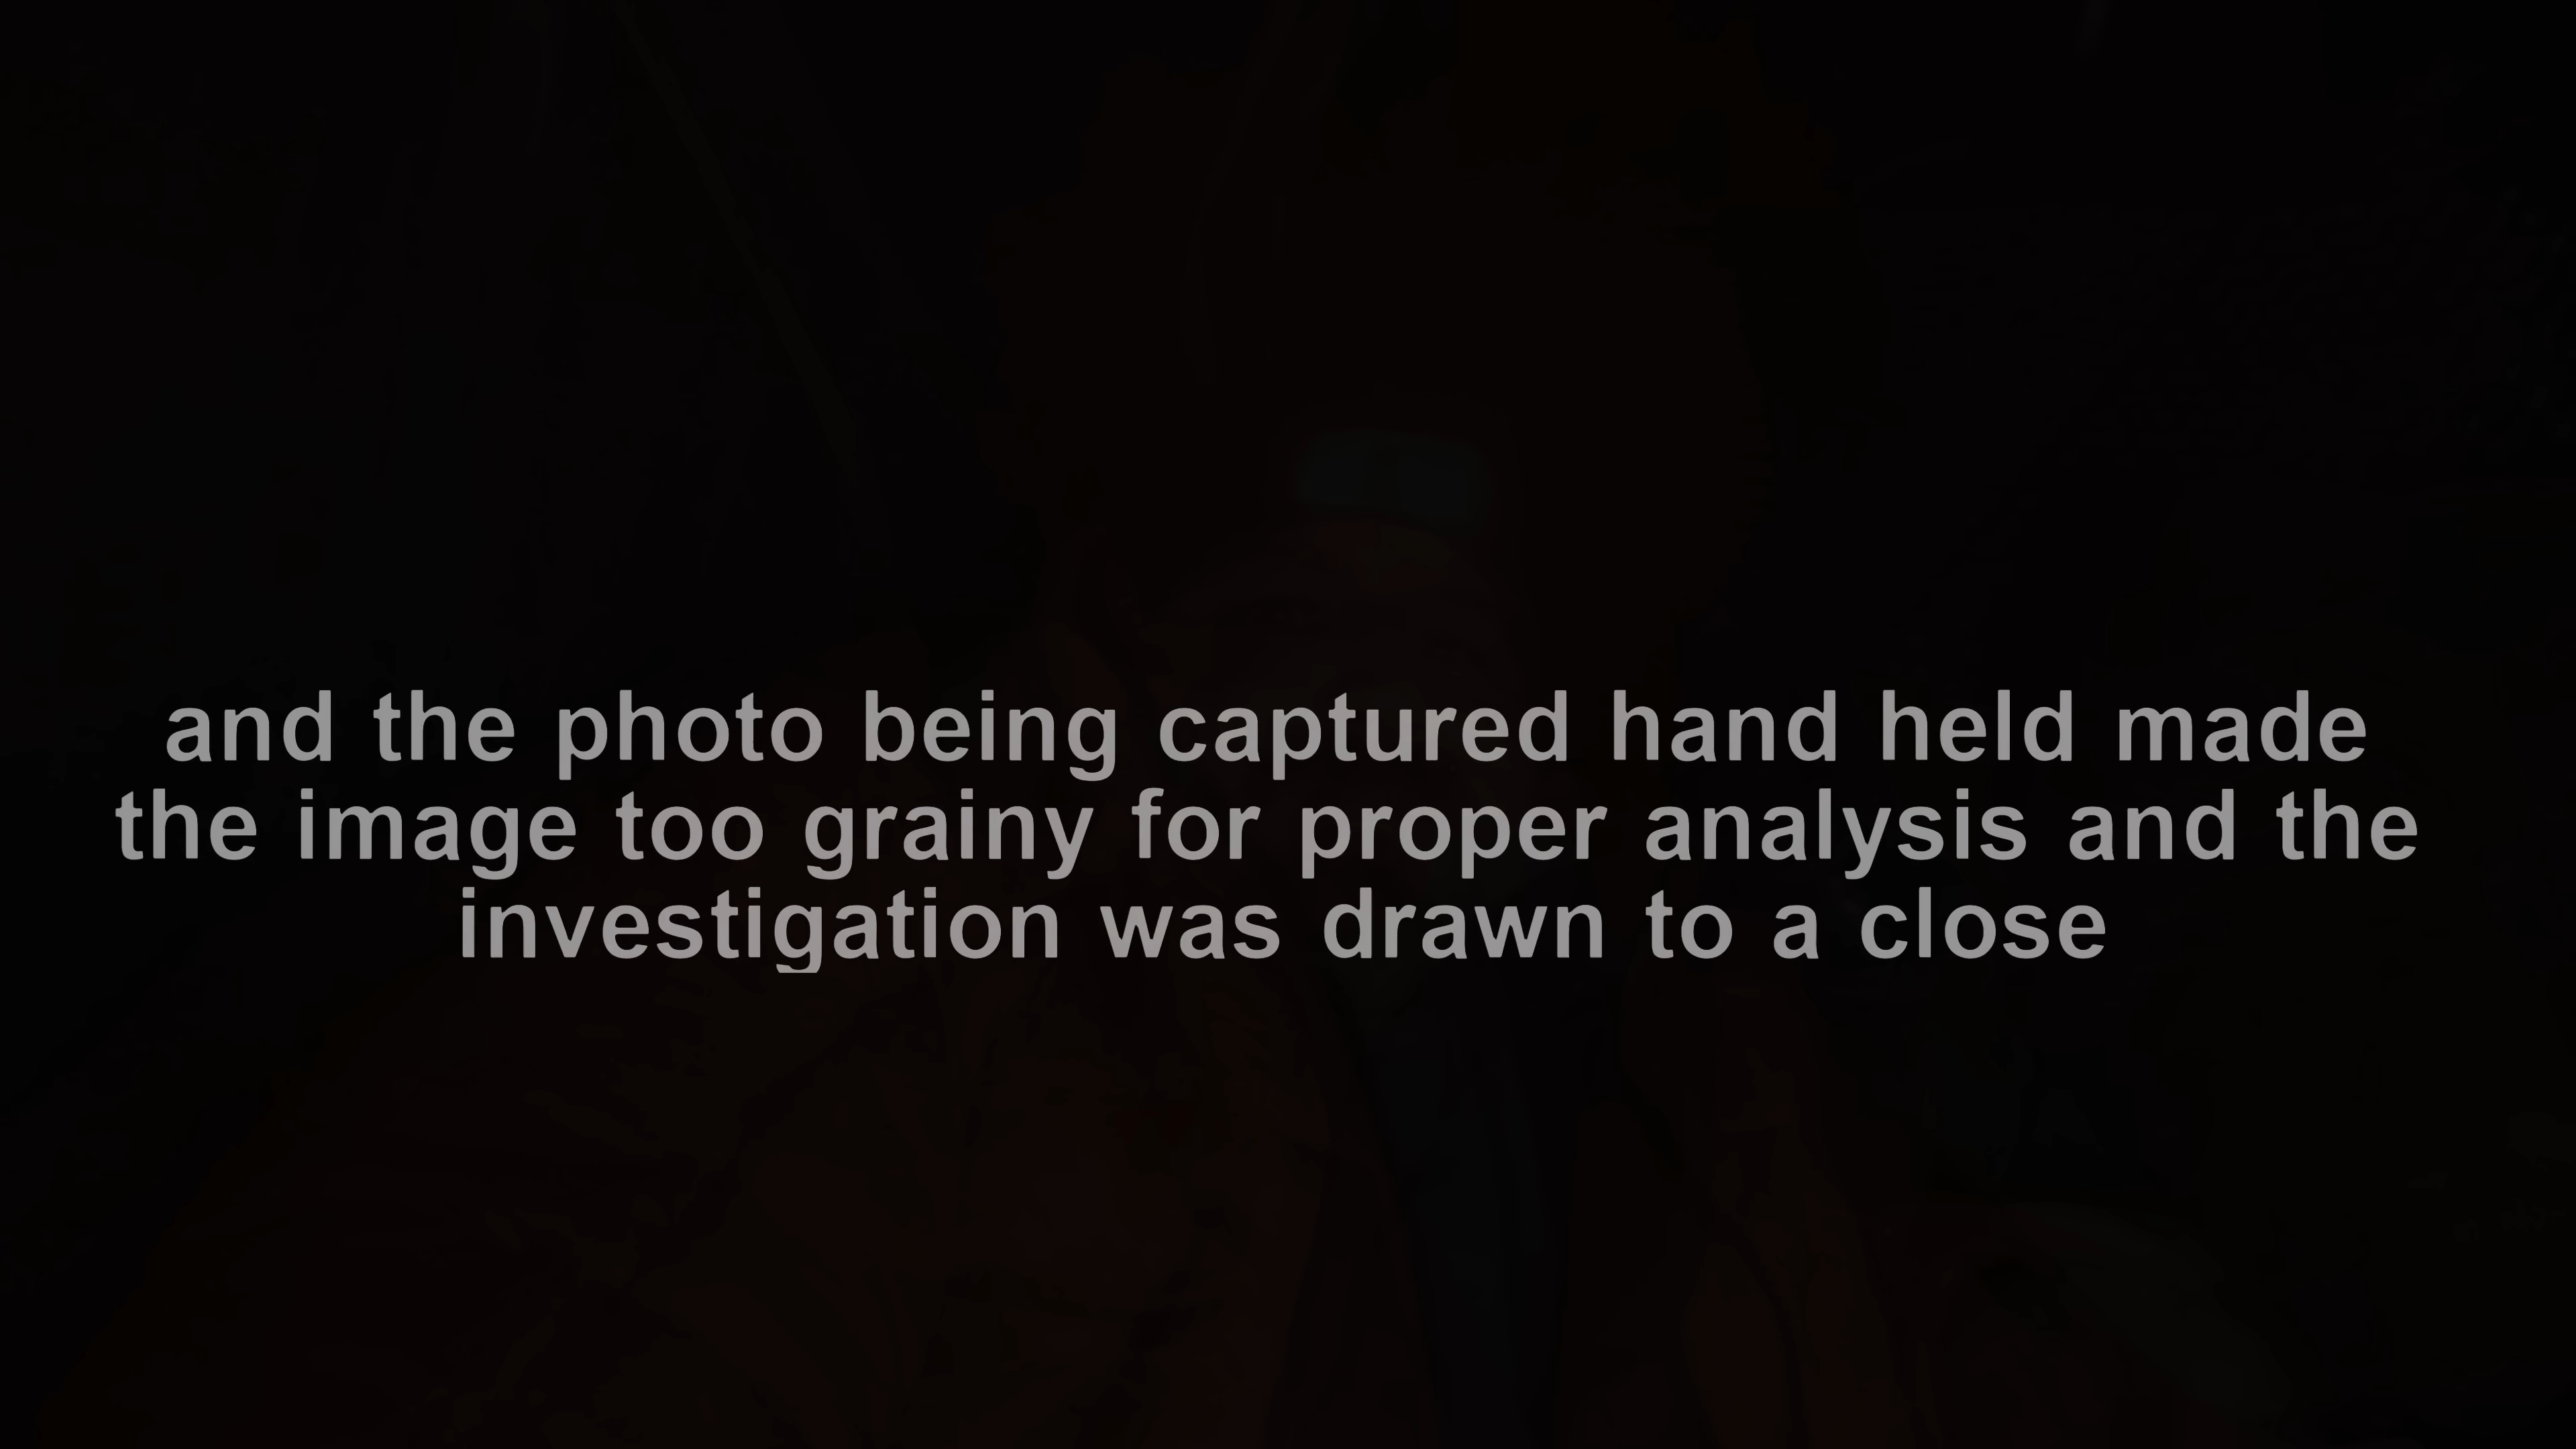 and the photo being captured hand held made
the image too grainy for proper analysis and the
investigation was drawn to a close